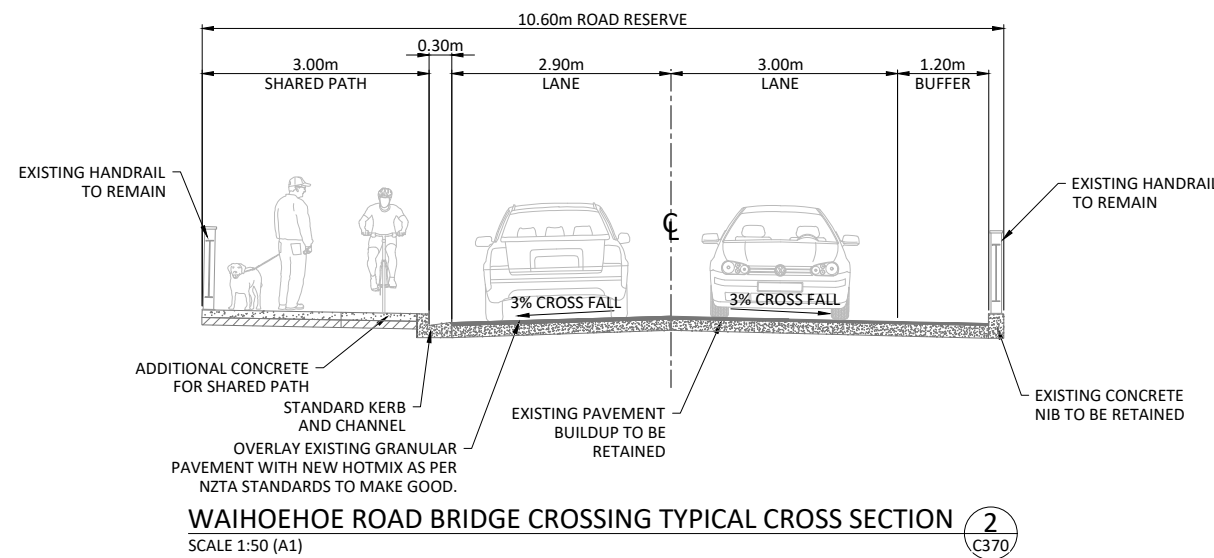 10.60m ROAD RESERVE
0.30m
3.00m
SHARED PATH
2.90m
LANE
3.00m
LANE
1.20m
BUFFER
EXISTING HANDRAIL
TO REMAIN
EXISTING HANDRAIL
TO REMAIN
℄
3% CROSS FALL
3% CROSS FALL
ADDITIONAL CONCRETE
FOR SHARED PATH
STANDARD KERB
AND CHANNEL
OVERLAY EXISTING GRANULAR
PAVEMENT WITH NEW HOTMIX AS PER
NZTA STANDARDS TO MAKE GOOD.
EXISTING PAVEMENT
BUILDUP TO BE
RETAINED
EXISTING CONCRETE
NIB TO BE RETAINED
WAIHOEHOE ROAD BRIDGE CROSSING TYPICAL CROSS SECTION
2
C370
SCALE 1:50 (A1)